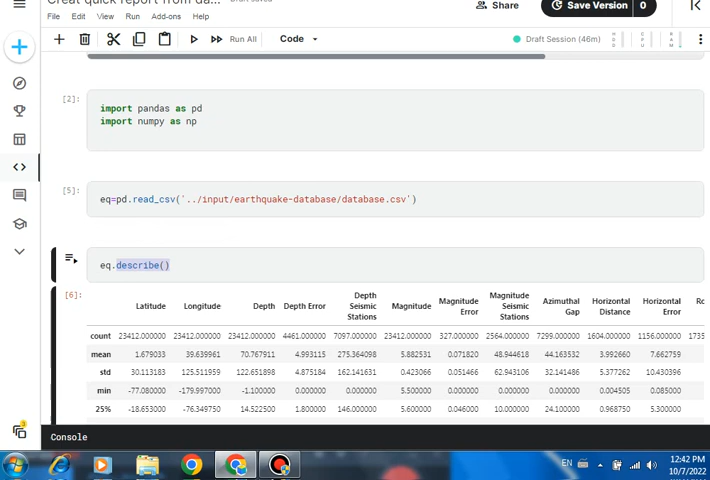 Creat quick report from da... Draft saved
Share
Save Version 0
File Edit View Run Add-ons Help
Run All Code Draft Session (46m)
[2]:
import pandas as pd
import numpy as np
[5]:
eq=pd.read_csv('../input/earthquake-database/database.csv')
eq.describe()
[6]:
Latitude Longitude Depth Depth Error Depth Seismic Stations Magnitude Magnitude Error Magnitude Seismic Stations Azimuthal Gap Horizontal Distance Horizontal Error
count 23412.000000 23412.000000 23412.000000 4461.000000 7097.000000 23412.000000 327.000000 2564.000000 7299.000000 1604.000000 1156.000000 1735
mean 1.679033 39.639961 70.767911 4.993115 275.364098 5.882531 0.071820 48.944618 44.163532 3.992660 7.662759
std 30.113183 125.511959 122.651898 4.875184 162.141631 0.423066 0.051466 62.943106 32.141486 5.377262 10.430396
min -77.080000 -179.997000 -1.100000 0.000000 0.000000 5.500000 0.000000 0.000000 0.000000 0.004505 0.085000
25% -18.653000 -76.349750 14.522500 1.800000 146.000000 5.600000 0.046000 10.000000 24.100000 0.968750 5.300000
Console
EN
12:42 PM
10/7/2022